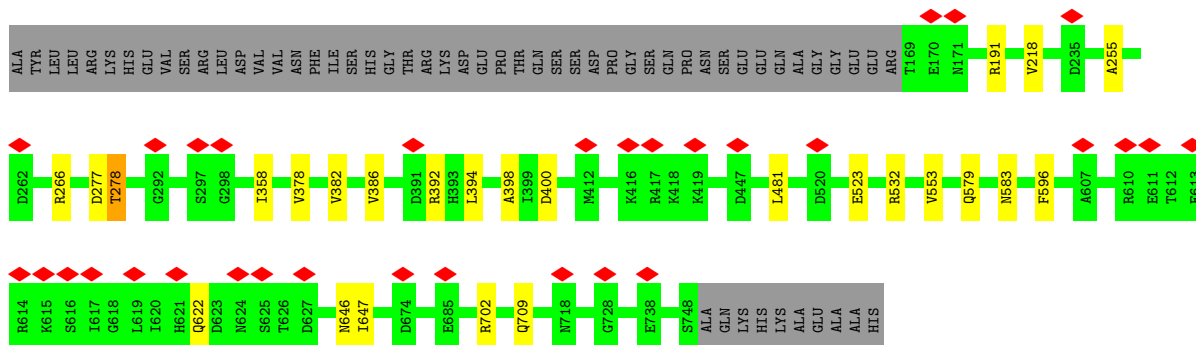 ALA TYR LEU LEU ARG LYS HIS GLU VAL SER ARG LEU ASP VAL VAL ASN PHE ILE SER HIS GLY THR ARG LYS ASP GLU PRO THR GLN SER SER ASP PRO GLY SER GLN PRO ASN SER GLU GLU GLN ALA GLY GLY GLU GLU ARG T169 E170 N171 R191 V218 D235 A255
D262 R266 D277 T278 G292 S297 G298 I358 V378 V382 V386 D391 R392 H393 L394 A398 I399 D400 M412 K416 R417 K418 K419 D447 L481 D520 E523 R532 V553 Q579 N583 F596 A607 R610 E611 T612
R614 K615 S616 I617 G618 L619 I620 H621 Q622 D623 N624 S625 T626 D627 N646 I647 D674 E685 R702 Q709 N718 G728 E738 S748 ALA GLN LYS HIS LYS ALA GLU ALA ALA HIS